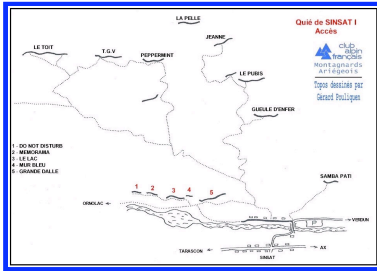 LA PELLE
Quié de SINSAT I
Accès
JEANNE
LE TOIT
T.G.V
PEPPERMINT
club
alpin
français
Montagnards
Ariégeois
LE PUBIS
Topos dessinés par
Gérard Pouliquen
GUEULE D'ENFER
1 - DO NOT DISTURB
2 - MEMORAMA
3 - LE LAC
4 - MUR BLEU
5 - GRANDE DALLE
SAMBA PATI
1
2
3
4
5
ORNOLAC
P
VERDUN
AX
TARASCON
SINSAT